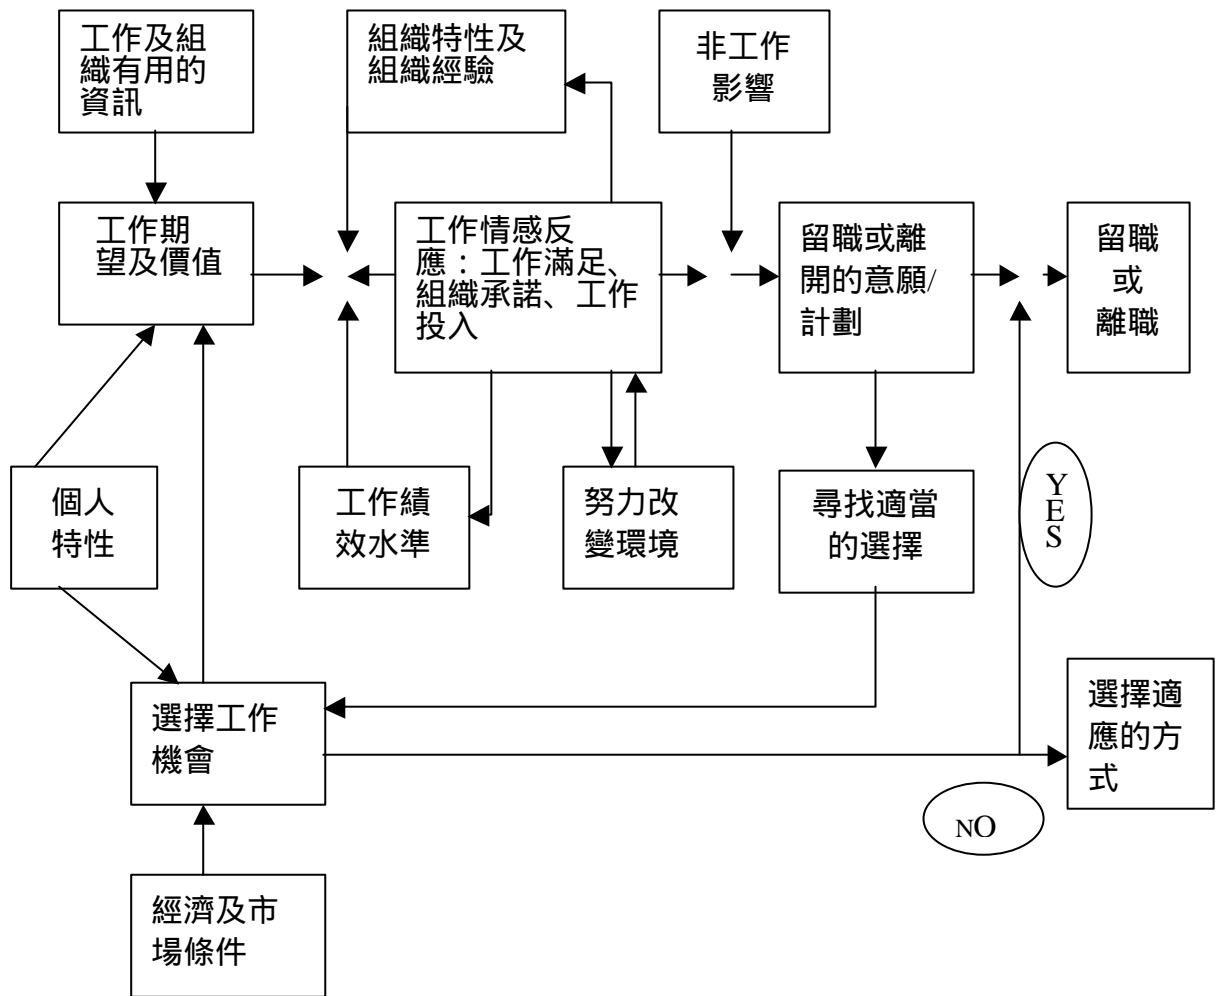 工作及組
織有用的
資訊
組織特性及
組織經驗
非工作
影響
工作期
望及價值
工作情感反
應：工作滿足、
組織承諾、工作
投入
留職或離
開的意願/
計劃
留職
或
離職
個人
特性
工作績
效水準
努力改
變環境
尋找適當
的選擇
Y
E
S
選擇工作
機會
選擇適
應的方
式
NO
經濟及市
場條件